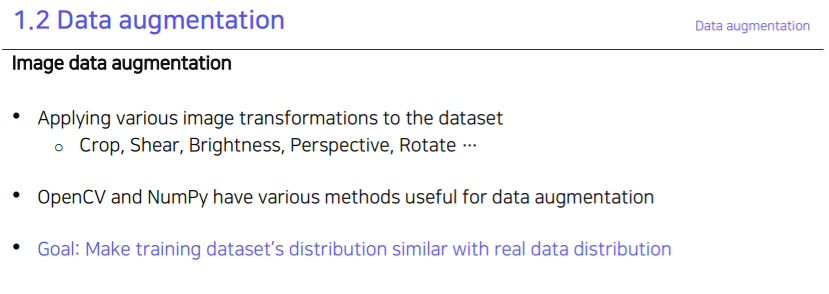 1.2 Data augmentation
Data augmentation
Image data augmentation
• Applying various image transformations to the dataset
o Crop, Shear, Brightness, Perspective, Rotate ⋯
• OpenCV and NumPy have various methods useful for data augmentation
• Goal: Make training dataset's distribution similar with real data distribution